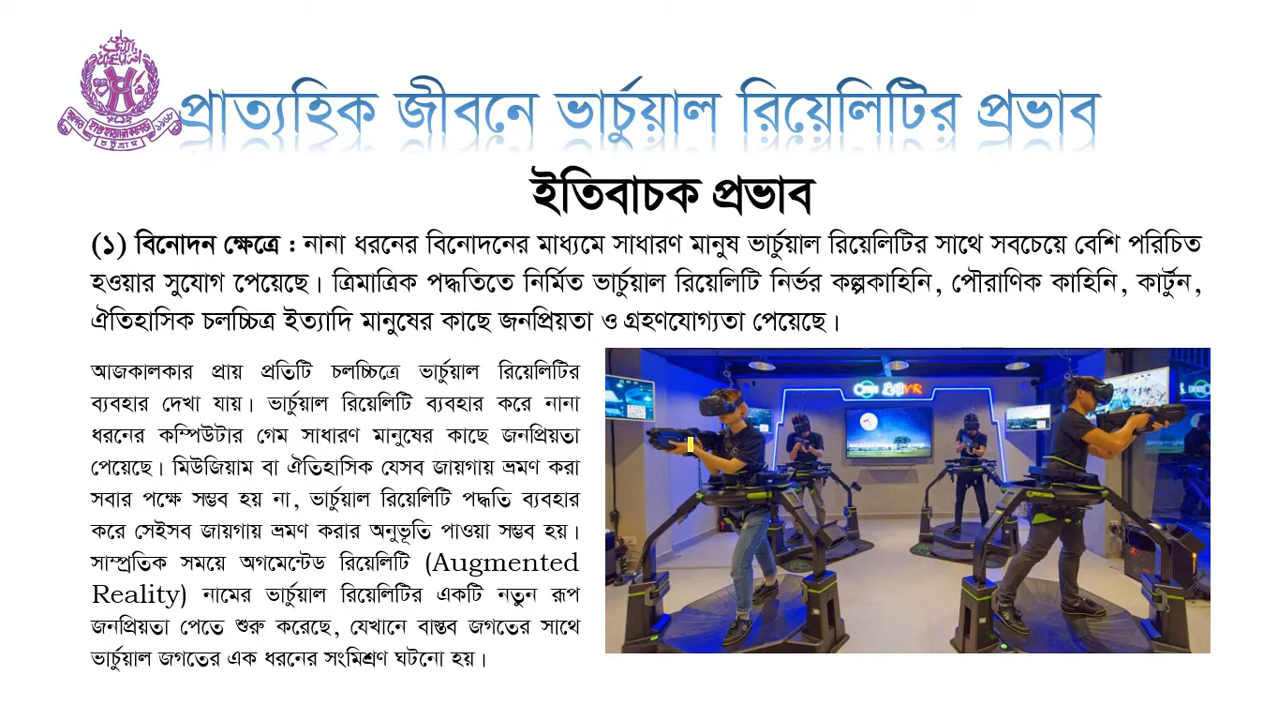 প্রাত্যহিক জীবনে ভার্চুয়াল রিয়েলিটির প্রভাব
ইতিবাচক প্রভাব
(১) বিনোদন ক্ষেত্রে : নানা ধরনের বিনোদনের মাধ্যমে সাধারণ মানুষ ভার্চুয়াল রিয়েলিটির সাথে সবচেয়ে বেশি পরিচিত
হওয়ার সুযোগ পেয়েছে। ত্রিমাত্রিক পদ্ধতিতে নির্মিত ভার্চুয়াল রিয়েলিটি নির্ভর কল্পকাহিনি, পৌরাণিক কাহিনি, কার্টুন,
ঐতিহাসিক চলচ্চিত্র ইত্যাদি মানুষের কাছে জনপ্রিয়তা ও গ্রহণযোগ্যতা পেয়েছে।
আজকালকার প্রায় প্রতিটি চলচ্চিত্রে ভার্চুয়াল রিয়েলিটির
ব্যবহার দেখা যায়। ভার্চুয়াল রিয়েলিটি ব্যবহার করে নানা
ধরনের কম্পিউটার গেম সাধারণ মানুষের কাছে জনপ্রিয়তা
পেয়েছে। মিউজিয়াম বা ঐতিহাসিক যেসব জায়গায় ভ্রমণ করা
সবার পক্ষে সম্ভব হয় না, ভার্চুয়াল রিয়েলিটি পদ্ধতি ব্যবহার
করে সেইসব জায়গায় ভ্রমণ করার অনুভূতি পাওয়া সম্ভব হয়।
সাম্প্রতিক সময়ে অগমেন্টেড রিয়েলিটি (Augmented
Reality) নামের ভার্চুয়াল রিয়েলিটির একটি নতুন রূপ
জনপ্রিয়তা পেতে শুরু করেছে, যেখানে বাস্তব জগতের সাথে
ভার্চুয়াল জগতের এক ধরনের সংমিশ্রণ ঘটনো হয়।